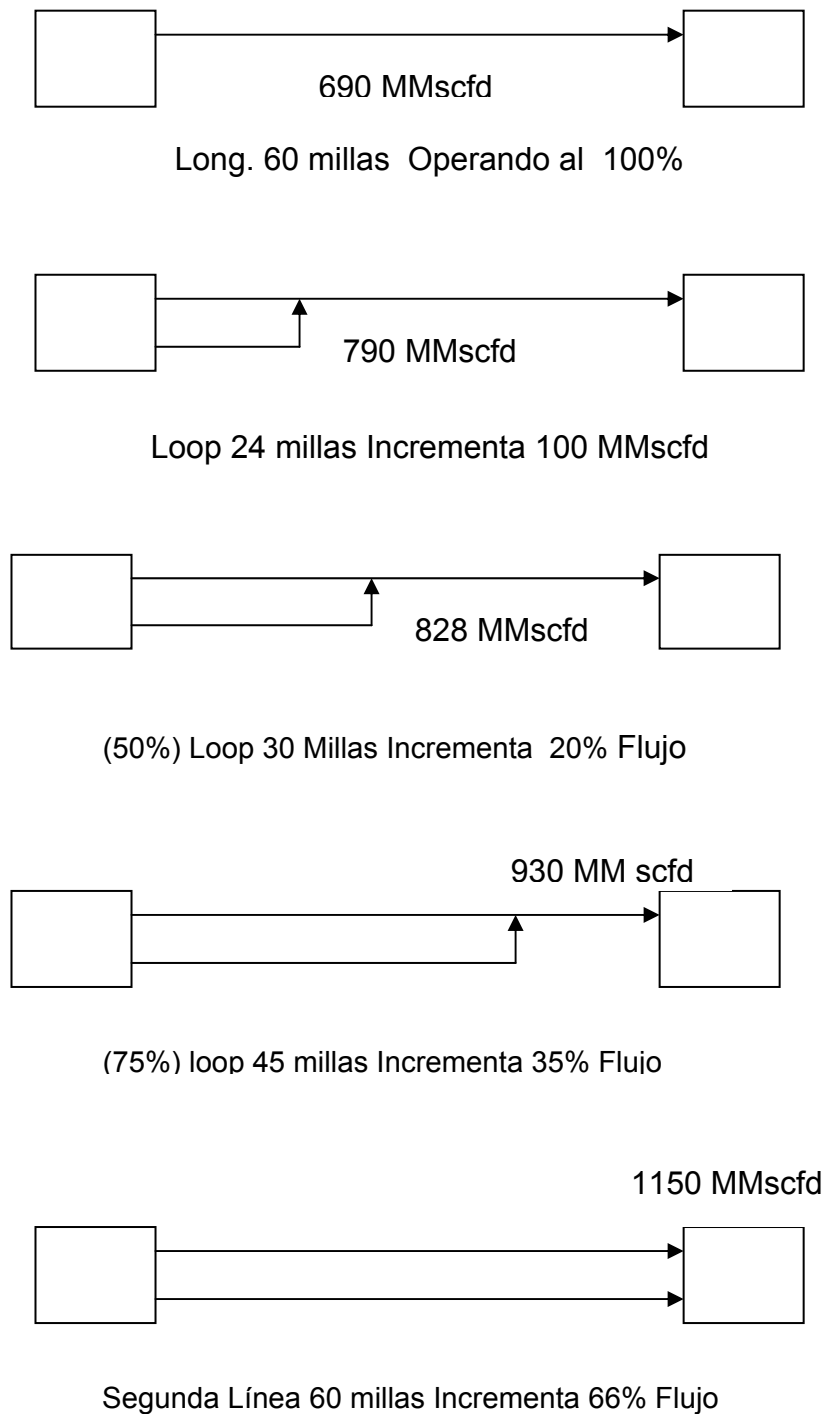 690 MMscfd
Long. 60 millas Operando al 100%
790 MMscfd
Loop 24 millas Incrementa 100 MMscfd
828 MMscfd
(50%) Loop 30 Millas Incrementa 20% Flujo
930 MM scfd
(75%) loop 45 millas Incrementa 35% Flujo
1150 MMscfd
Segunda Línea 60 millas Incrementa 66% Flujo